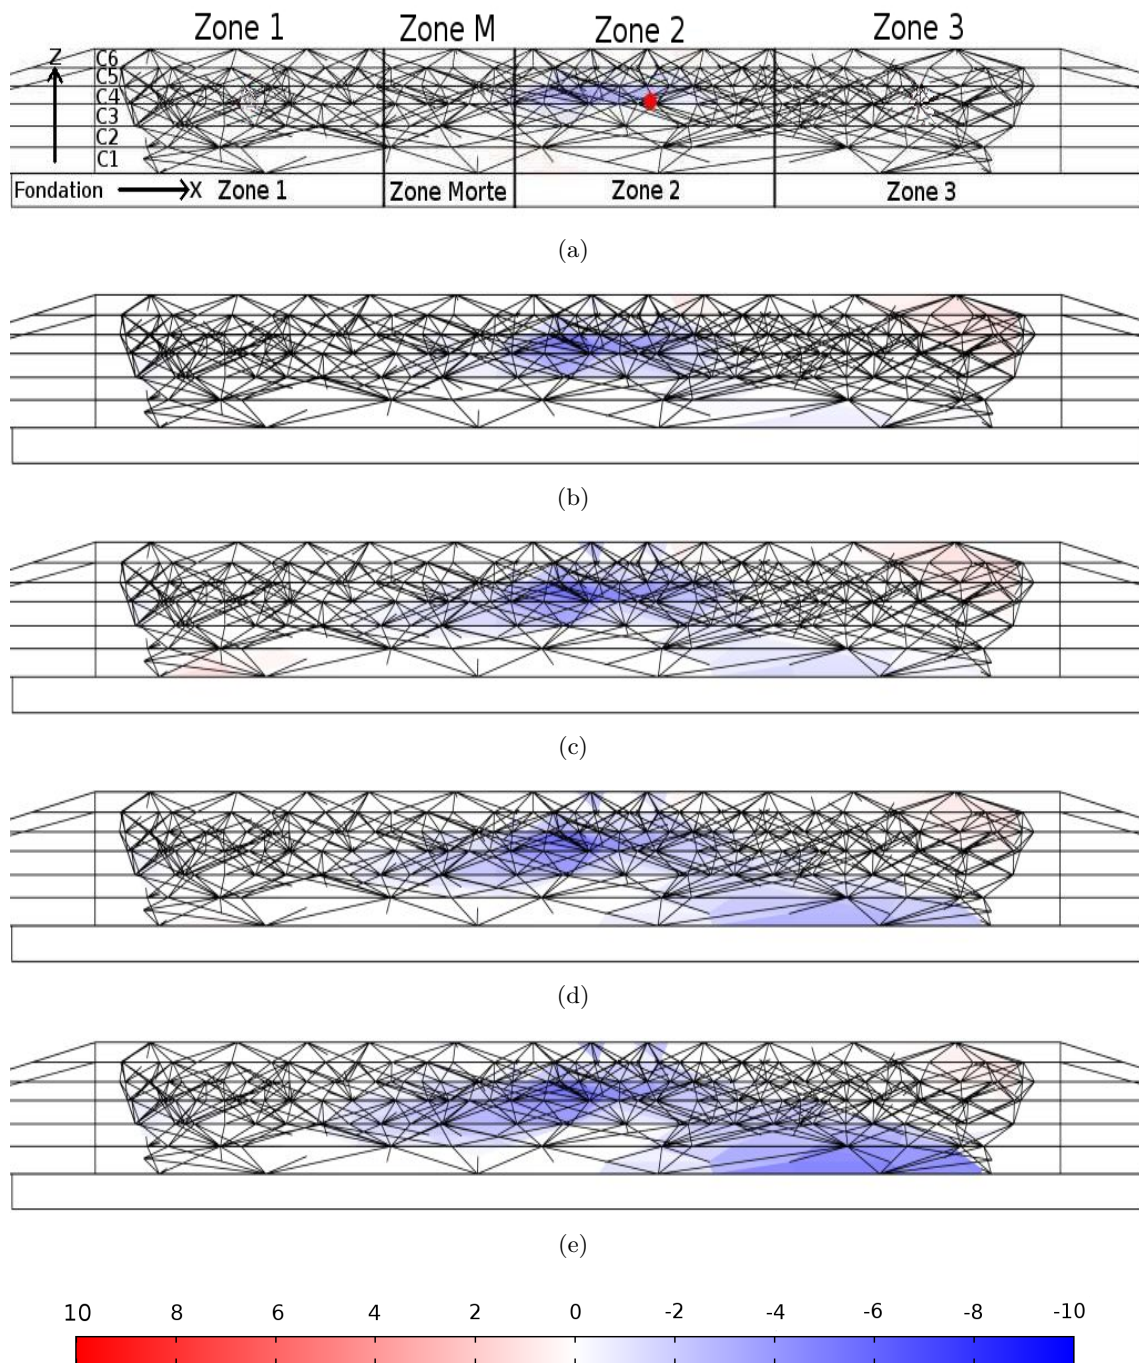 Zone 1 Zone M Zone 2 Zone 3
Z
C6
C5
C4
C3
C2
C1
Fondation X Zone 1 Zone Morte Zone 2 Zone 3
(a)
(b)
(c)
(d)
(e)
10 8 6 4 2 0 -2 -4 -6 -8 -10